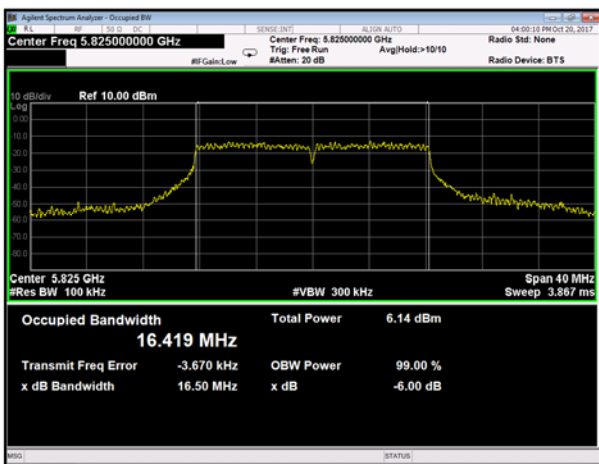 Agilent Spectrum Analyzer - Occupied BW
RL RF 50 Ω DC SENSE:INT ALIGN AUTO 04:00:10 PM Oct 20, 2017
Center Freq 5.825000000 GHz Center Freq: 5.825000000 GHz Radio Std: None
Trig: Free Run Avg|Hold:>10/10
#IFGain:Low #Atten: 20 dB Radio Device: BTS
10 dB/div Ref 10.00 dBm
Log
0.00
-10.0
-20.0
-30.0
-40.0
-50.0
-60.0
-70.0
-80.0
Center 5.825 GHz Span 40 MHz
#Res BW 100 kHz #VBW 300 kHz Sweep 3.867 ms
Occupied Bandwidth Total Power 6.14 dBm
16.419 MHz
Transmit Freq Error -3.670 kHz OBW Power 99.00 %
x dB Bandwidth 16.50 MHz x dB -6.00 dB
MSG STATUS